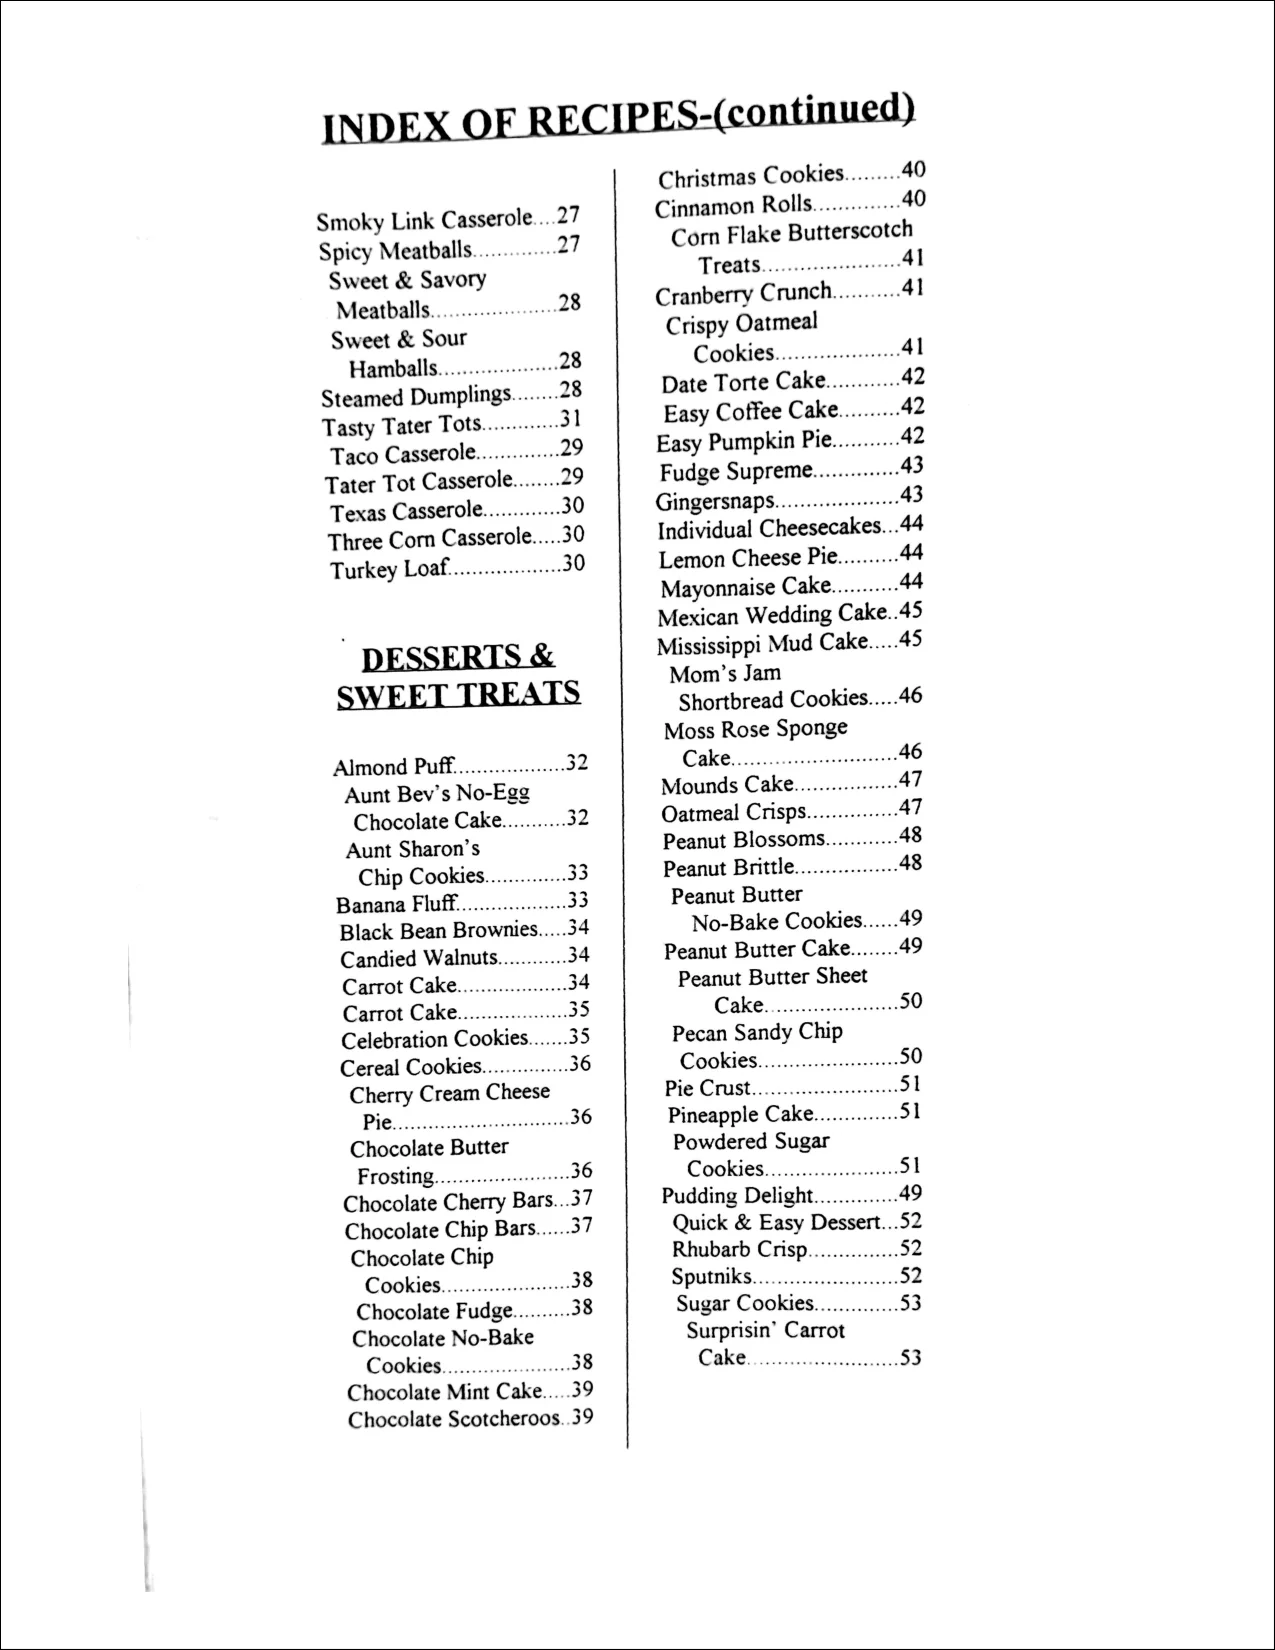 INDEX OF RECIPES-(continued)
Smoky Link Casserole....27
Spicy Meatballs.............27
Sweet & Savory
Meatballs....................28
Sweet & Sour
Hamballs...................28
Steamed Dumplings........28
Tasty Tater Tots............31
Taco Casserole..............29
Tater Tot Casserole........29
Texas Casserole.............30
Three Corn Casserole.....30
Turkey Loaf..................30
DESSERTS &
SWEET TREATS
Almond Puff..................32
Aunt Bev's No-Egg
Chocolate Cake...........32
Aunt Sharon's
Chip Cookies..............33
Banana Fluff..................33
Black Bean Brownies.....34
Candied Walnuts............34
Carrot Cake...................34
Carrot Cake...................35
Celebration Cookies.......35
Cereal Cookies...............36
Cherry Cream Cheese
Pie..............................36
Chocolate Butter
Frosting.......................36
Chocolate Cherry Bars...37
Chocolate Chip Bars......37
Chocolate Chip
Cookies......................38
Chocolate Fudge..........38
Chocolate No-Bake
Cookies......................38
Chocolate Mint Cake.....39
Chocolate Scotcheroos..39
Christmas Cookies.........40
Cinnamon Rolls..............40
Corn Flake Butterscotch
Treats.......................41
Cranberry Crunch...........41
Crispy Oatmeal
Cookies.....................41
Date Torte Cake............42
Easy Coffee Cake..........42
Easy Pumpkin Pie...........42
Fudge Supreme..............43
Gingersnaps....................43
Individual Cheesecakes...44
Lemon Cheese Pie..........44
Mayonnaise Cake...........44
Mexican Wedding Cake..45
Mississippi Mud Cake.....45
Mom's Jam
Shortbread Cookies.....46
Moss Rose Sponge
Cake...........................46
Mounds Cake.................47
Oatmeal Crisps...............47
Peanut Blossoms............48
Peanut Brittle.................48
Peanut Butter
No-Bake Cookies......49
Peanut Butter Cake........49
Peanut Butter Sheet
Cake.......................50
Pecan Sandy Chip
Cookies.......................50
Pie Crust.........................51
Pineapple Cake..............51
Powdered Sugar
Cookies......................51
Pudding Delight..............49
Quick & Easy Dessert...52
Rhubarb Crisp...............52
Sputniks........................52
Sugar Cookies..............53
Surprisin' Carrot
Cake.........................53